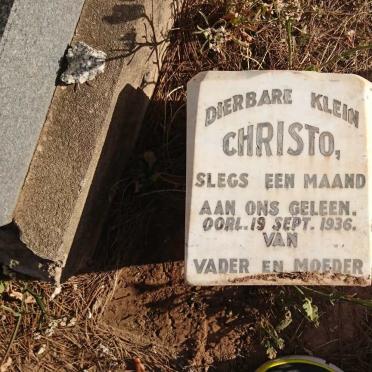 DIERBARE KLEIN
CHRISTO,
SLEGS EEN MAAND
AAN ONS GELEEN.
OORL. 19 SEPT. 1936.
VAN
VADER EN MOEDER